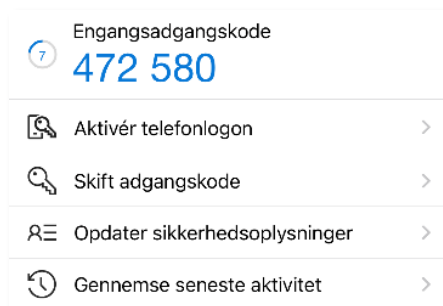 Engangsadgangskode
7
472 580
Aktivér telefonlogon
Skift adgangskode
Opdater sikkerhedsoplysninger
Gennemse seneste aktivitet